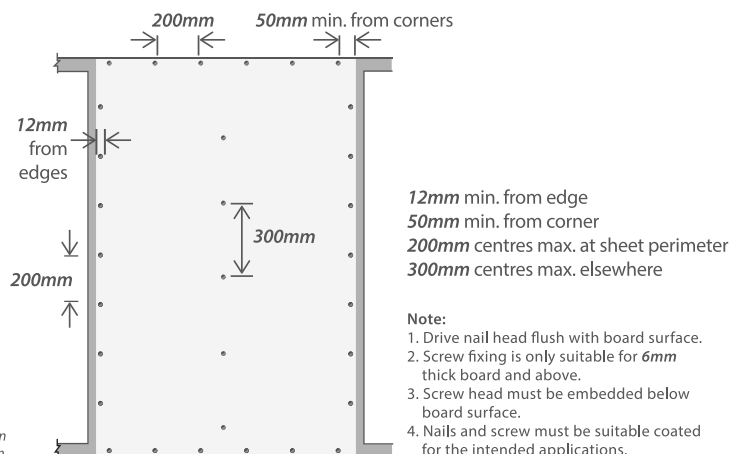 200mm
50mm min. from corners
12mm
from
edges
300mm
200mm
12mm min. from edge
50mm min. from corner
200mm centres max. at sheet perimeter
300mm centres max. elsewhere
Note:
1. Drive nail head flush with board surface.
2. Screw fixing is only suitable for 6mm
thick board and above.
3. Screw head must be embedded below
board surface.
4. Nails and screw must be suitable coated
for the intended applications.